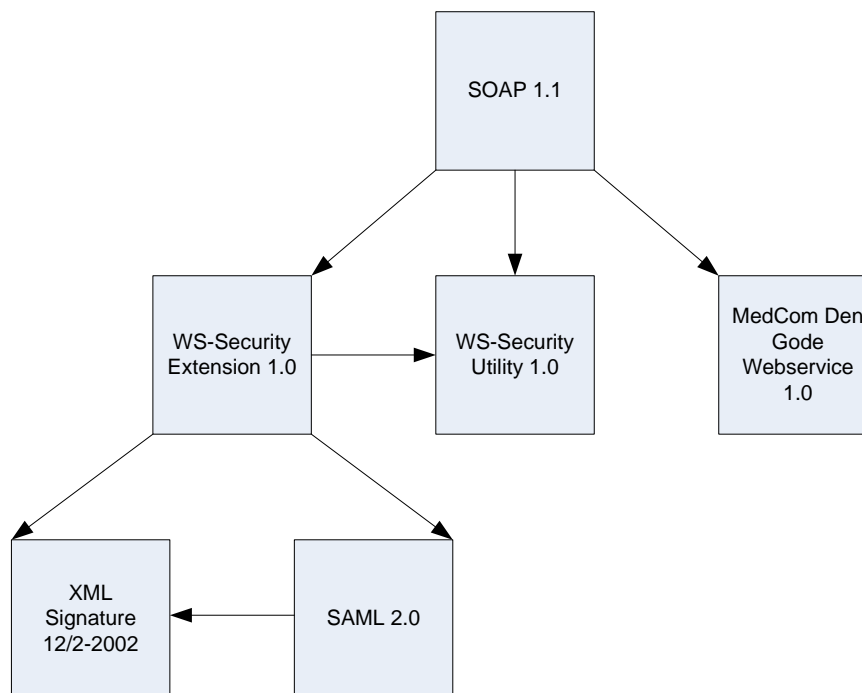 SOAP 1.1
WS-Security
Extension 1.0
WS-Security
Utility 1.0
MedCom Den
Gode
Webservice
1.0
XML
Signature
12/2-2002
SAML 2.0